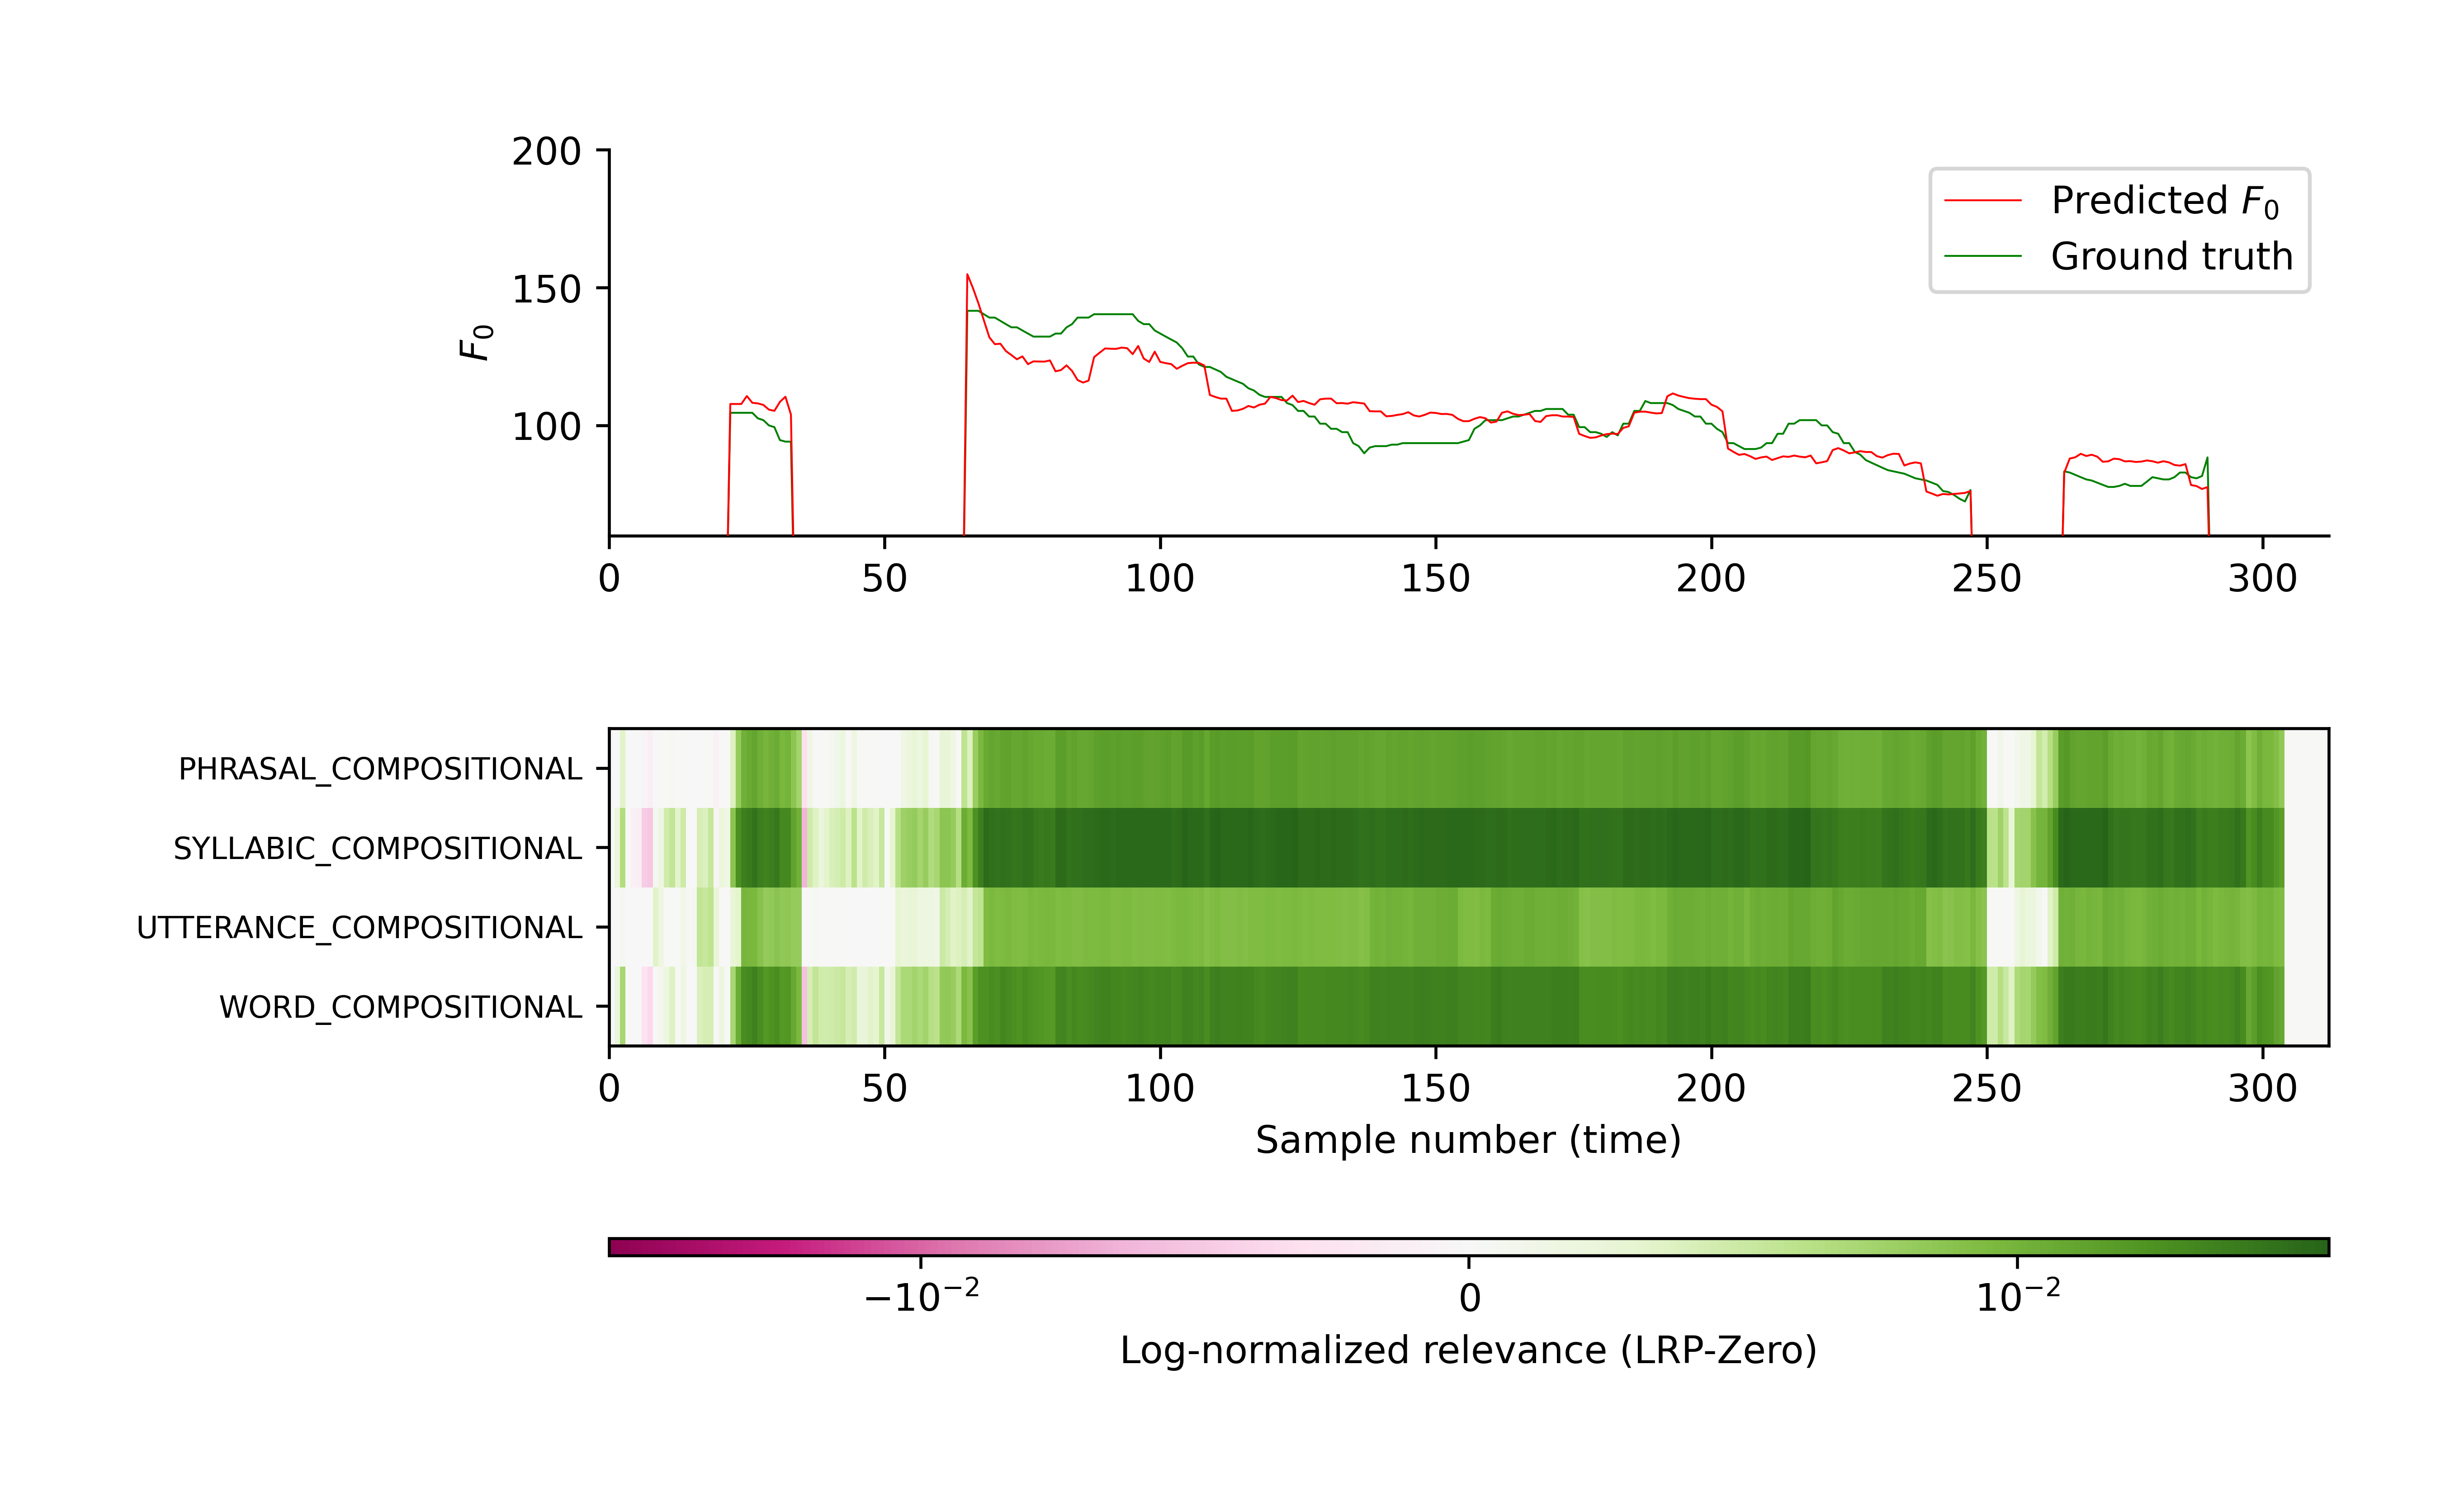 200
150
100
F₀
Predicted F₀
Ground truth
0 50 100 150 200 250 300
PHRASAL_COMPOSITIONAL
SYLLABIC_COMPOSITIONAL
UTTERANCE_COMPOSITIONAL
WORD_COMPOSITIONAL
0 50 100 150 200 250 300
Sample number (time)
−10⁻² 0 10⁻²
Log-normalized relevance (LRP-Zero)